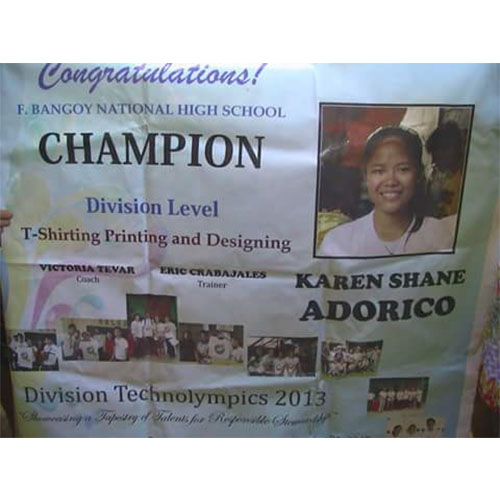 Congratulations!
F. BANGOY NATIONAL HIGH SCHOOL
CHAMPION
Division Level
T-Shirting Printing and Designing
VICTORIA TEVAR
Coach
ERIC CRABAJALES
Trainer
KAREN SHANE
ADORICO
Division Technolympics 2013
"Showcasing a Tapestry of Talents for Responsible Stewardship"